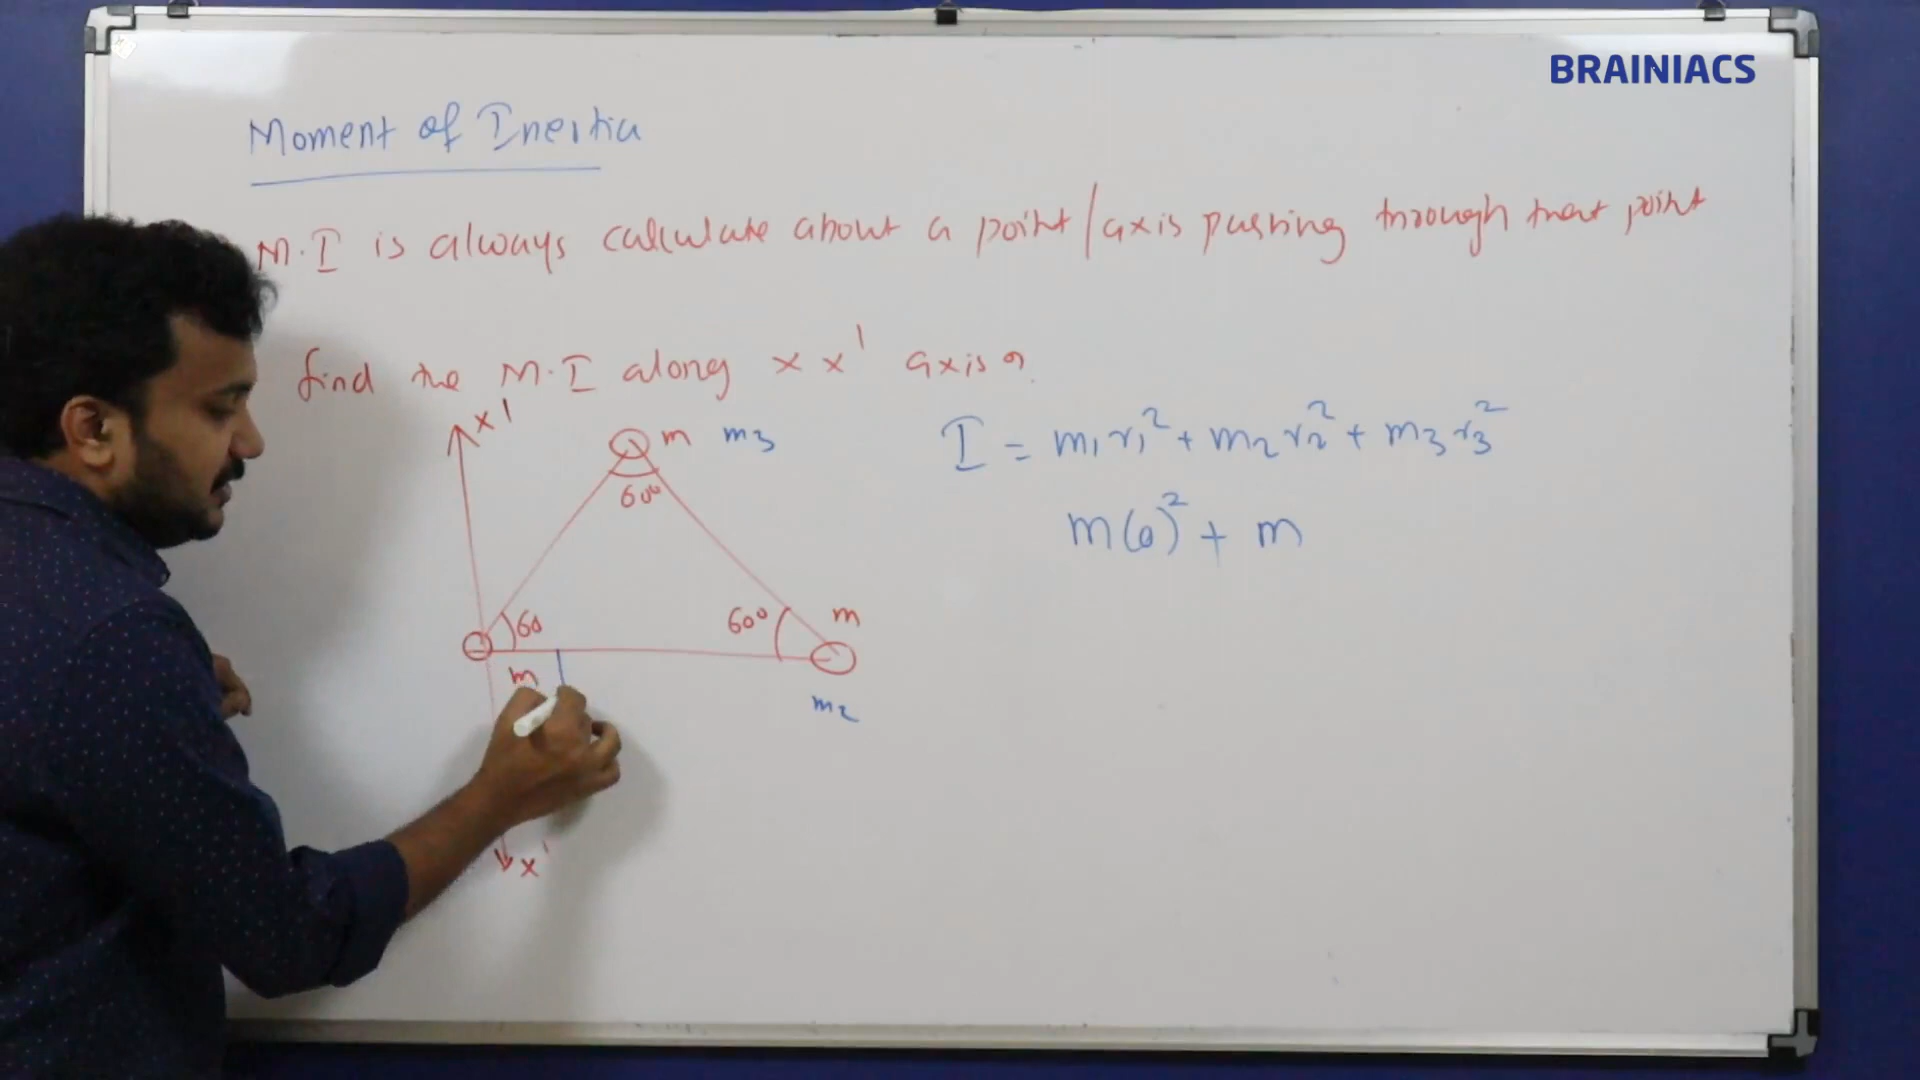 BRAINIACS
Moment of Inertia
M.I is always calculate about a point/axis passing through that point
find the M.I along x x' axis ?
x'
m m3
60°
I = m₁r₁² + m₂r₂² + m₃r₃²
m(0)² + m
60
60°
m
m
m2
x'